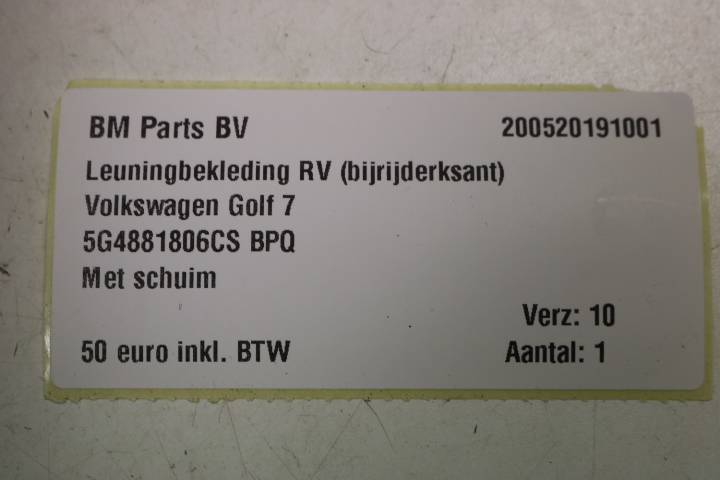 BM Parts BV 200520191001
Leuningbekleding RV (bijrijderksant)
Volkswagen Golf 7
5G4881806CS BPQ
Met schuim
Verz: 10
50 euro inkl. BTW Aantal: 1